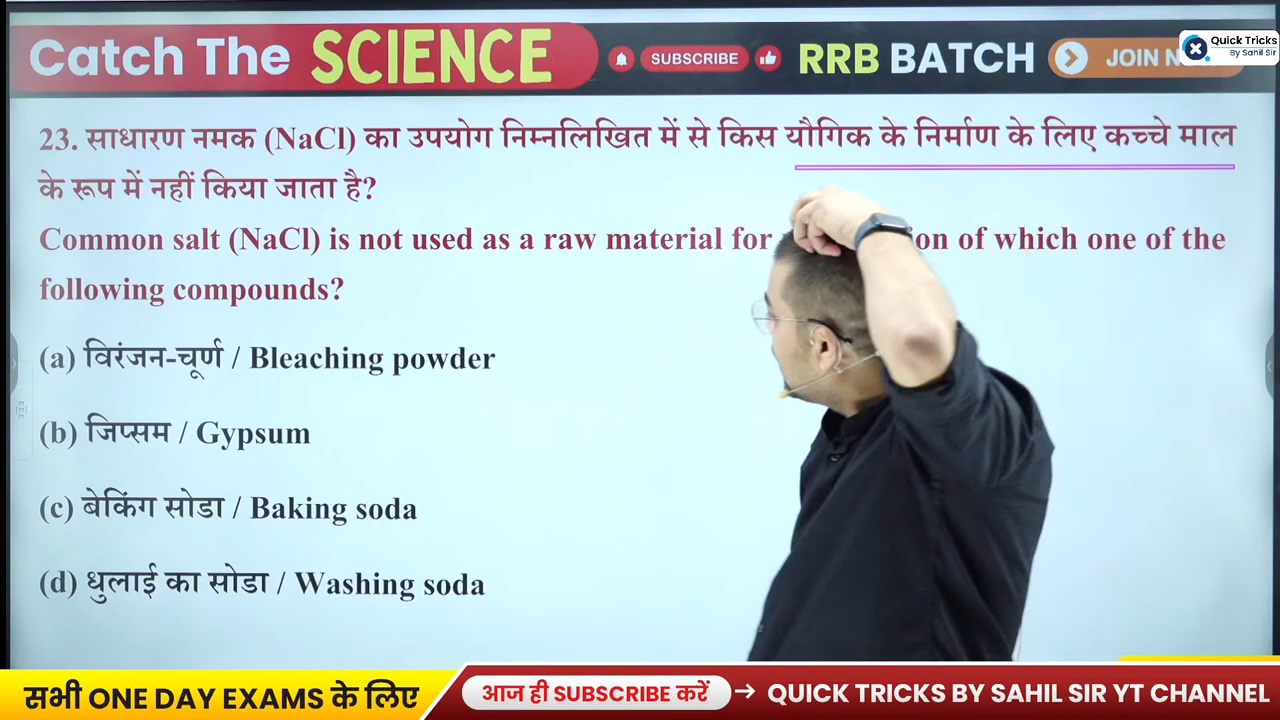 Catch The SCIENCE SUBSCRIBE RRB BATCH JOIN
Quick Tricks
By Sahil Sir
23. साधारण नमक (NaCl) का उपयोग निम्नलिखित में से किस यौगिक के निर्माण के लिए कच्चे माल
के रूप में नहीं किया जाता है?
Common salt (NaCl) is not used as a raw material for of which one of the
following compounds?
(a) विरंजन-चूर्ण / Bleaching powder
(b) जिप्सम / Gypsum
(c) बेकिंग सोडा / Baking soda
(d) धुलाई का सोडा / Washing soda
सभी ONE DAY EXAMS के लिए
आज ही SUBSCRIBE करें → QUICK TRICKS BY SAHIL SIR YT CHANNEL